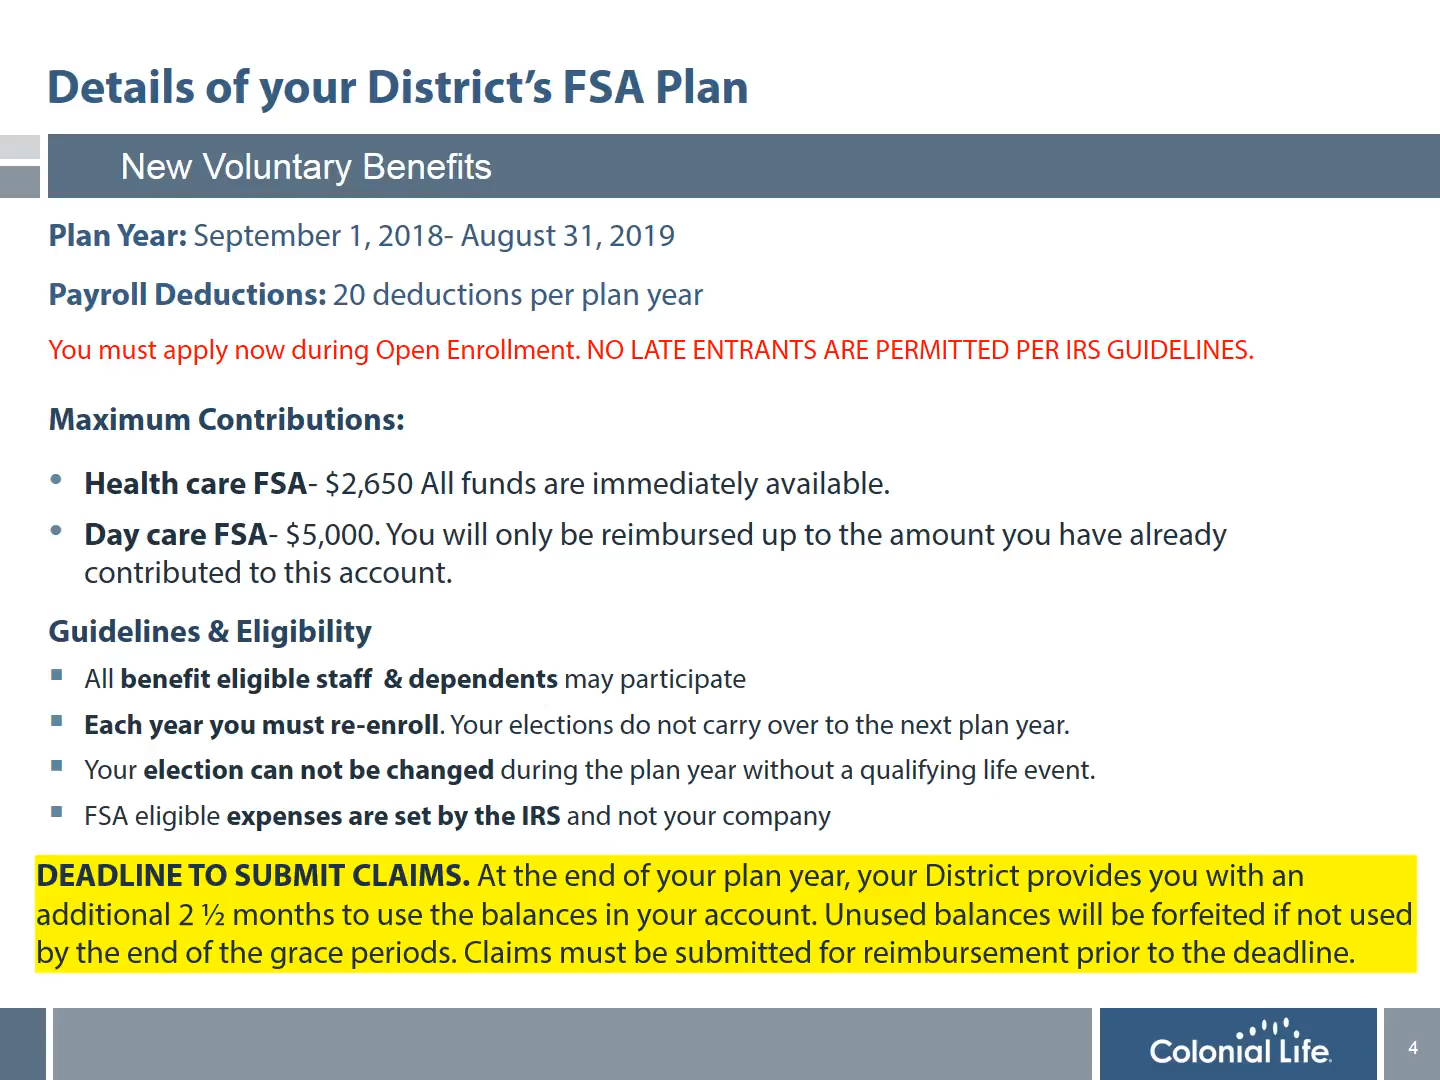 Details of your District’s FSA Plan
New Voluntary Benefits
Plan Year: September 1, 2018- August 31, 2019
Payroll Deductions: 20 deductions per plan year
You must apply now during Open Enrollment. NO LATE ENTRANTS ARE PERMITTED PER IRS GUIDELINES.
Maximum Contributions:
• Health care FSA- $2,650 All funds are immediately available.
• Day care FSA- $5,000. You will only be reimbursed up to the amount you have already
contributed to this account.
Guidelines & Eligibility
▪ All benefit eligible staff & dependents may participate
▪ Each year you must re-enroll. Your elections do not carry over to the next plan year.
▪ Your election can not be changed during the plan year without a qualifying life event.
▪ FSA eligible expenses are set by the IRS and not your company
DEADLINE TO SUBMIT CLAIMS. At the end of your plan year, your District provides you with an
additional 2 ½ months to use the balances in your account. Unused balances will be forfeited if not used
by the end of the grace periods. Claims must be submitted for reimbursement prior to the deadline.
Colonial Life.
4